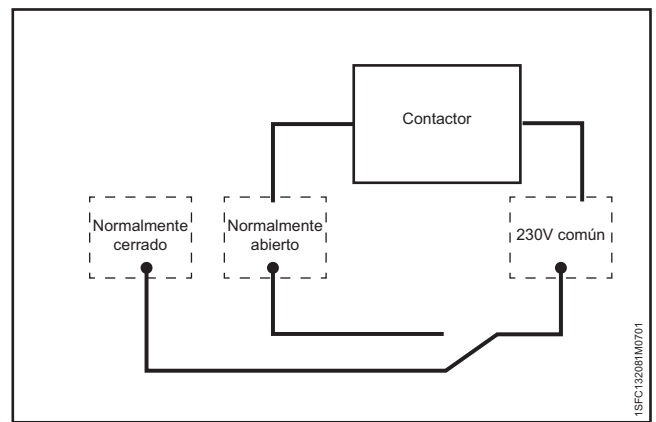 Contactor
Normalmente
cerrado
Normalmente
abierto
230V común
1SFC132081M0701